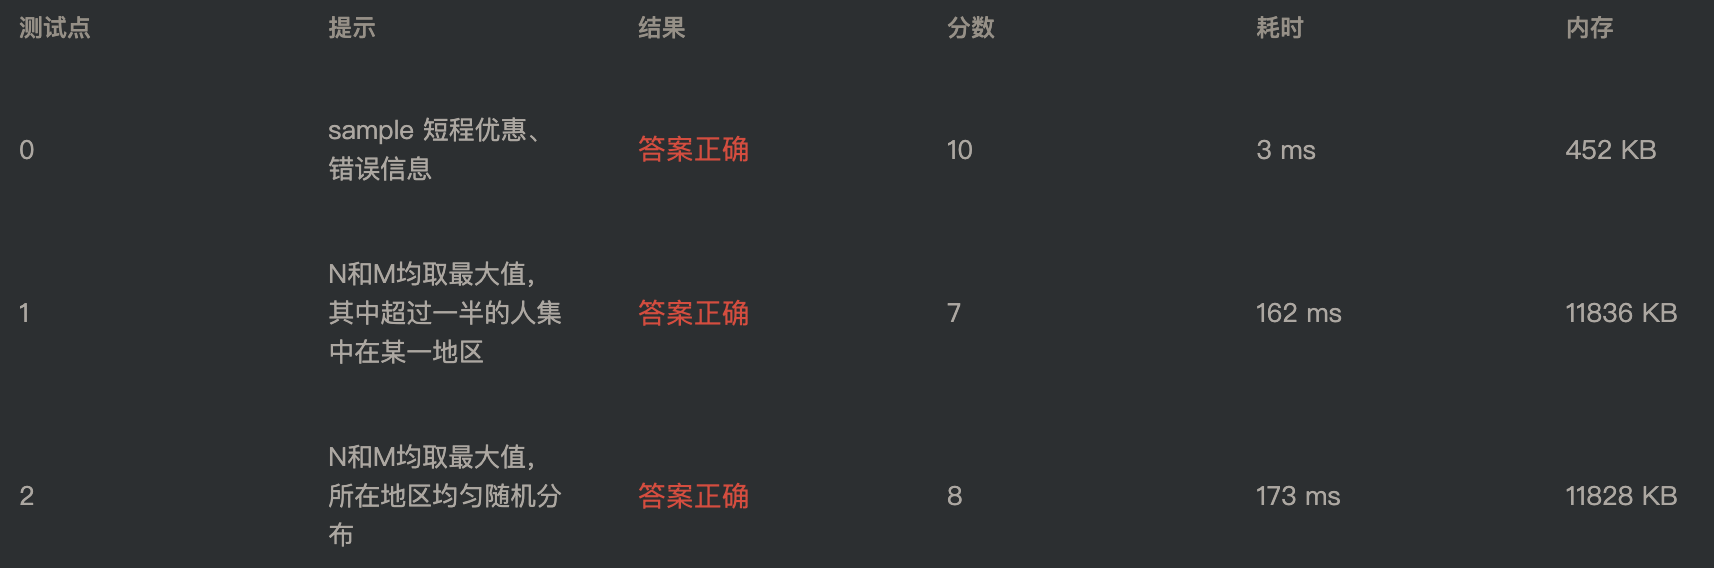 测试点 提示 结果 分数 耗时 内存
sample 短程优惠、
错误信息
0 答案正确 10 3 ms 452 KB
N和M均取最大值，
其中超过一半的人集
中在某一地区
1 答案正确 7 162 ms 11836 KB
N和M均取最大值，
所在地区均匀随机分
布
2 答案正确 8 173 ms 11828 KB